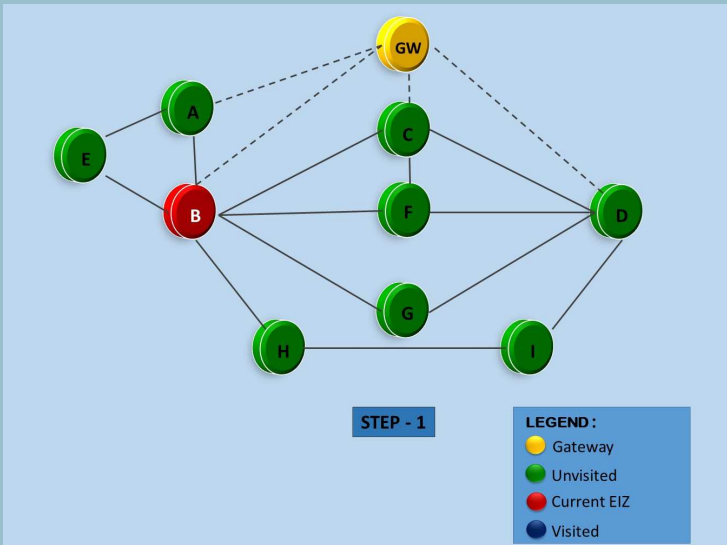 GW
A
C
E
B
F
D
G
H
I
STEP - 1
LEGEND :
Gateway
Unvisited
Current EIZ
Visited